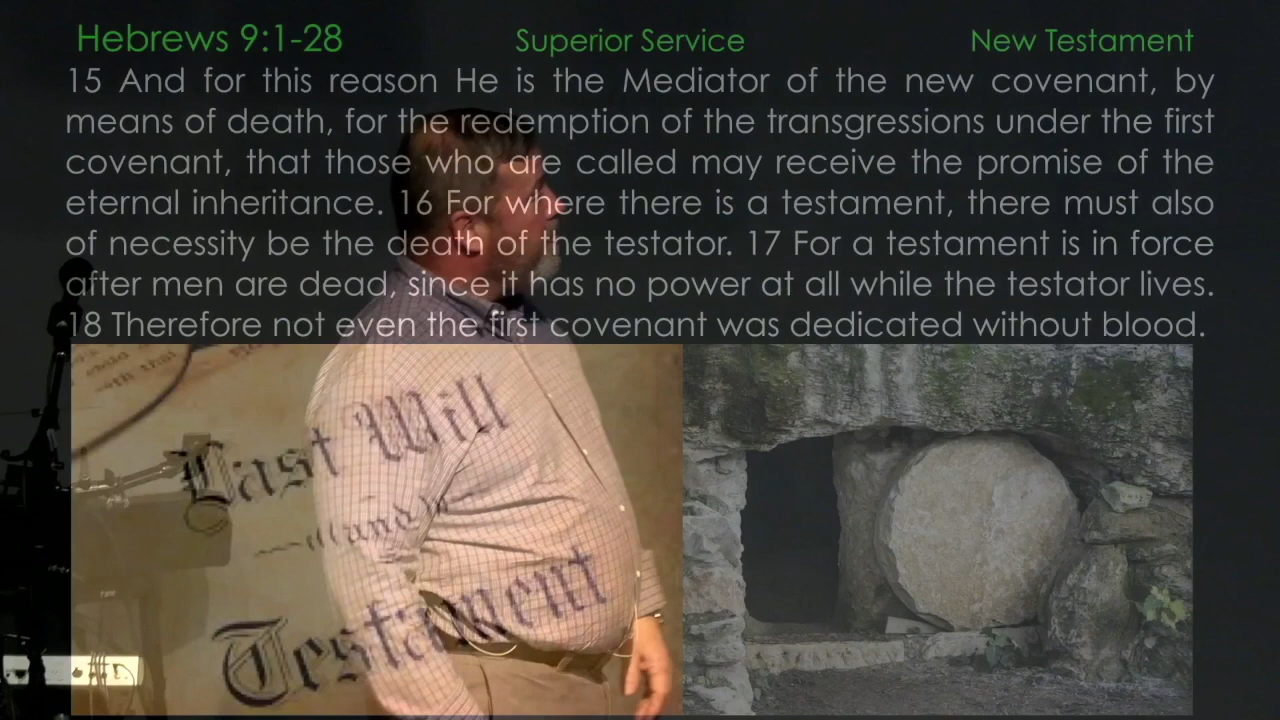 Hebrews 9:1-28 Superior Service New Testament
15 And for this reason He is the Mediator of the new covenant, by
means of death, for the redemption of the transgressions under the first
covenant, that those who are called may receive the promise of the
eternal inheritance. 16 For where there is a testament, there must also
of necessity be the death of the testator. 17 For a testament is in force
after men are dead, since it has no power at all while the testator lives.
18 Therefore not even the first covenant was dedicated without blood.
Last Will
and
Testament